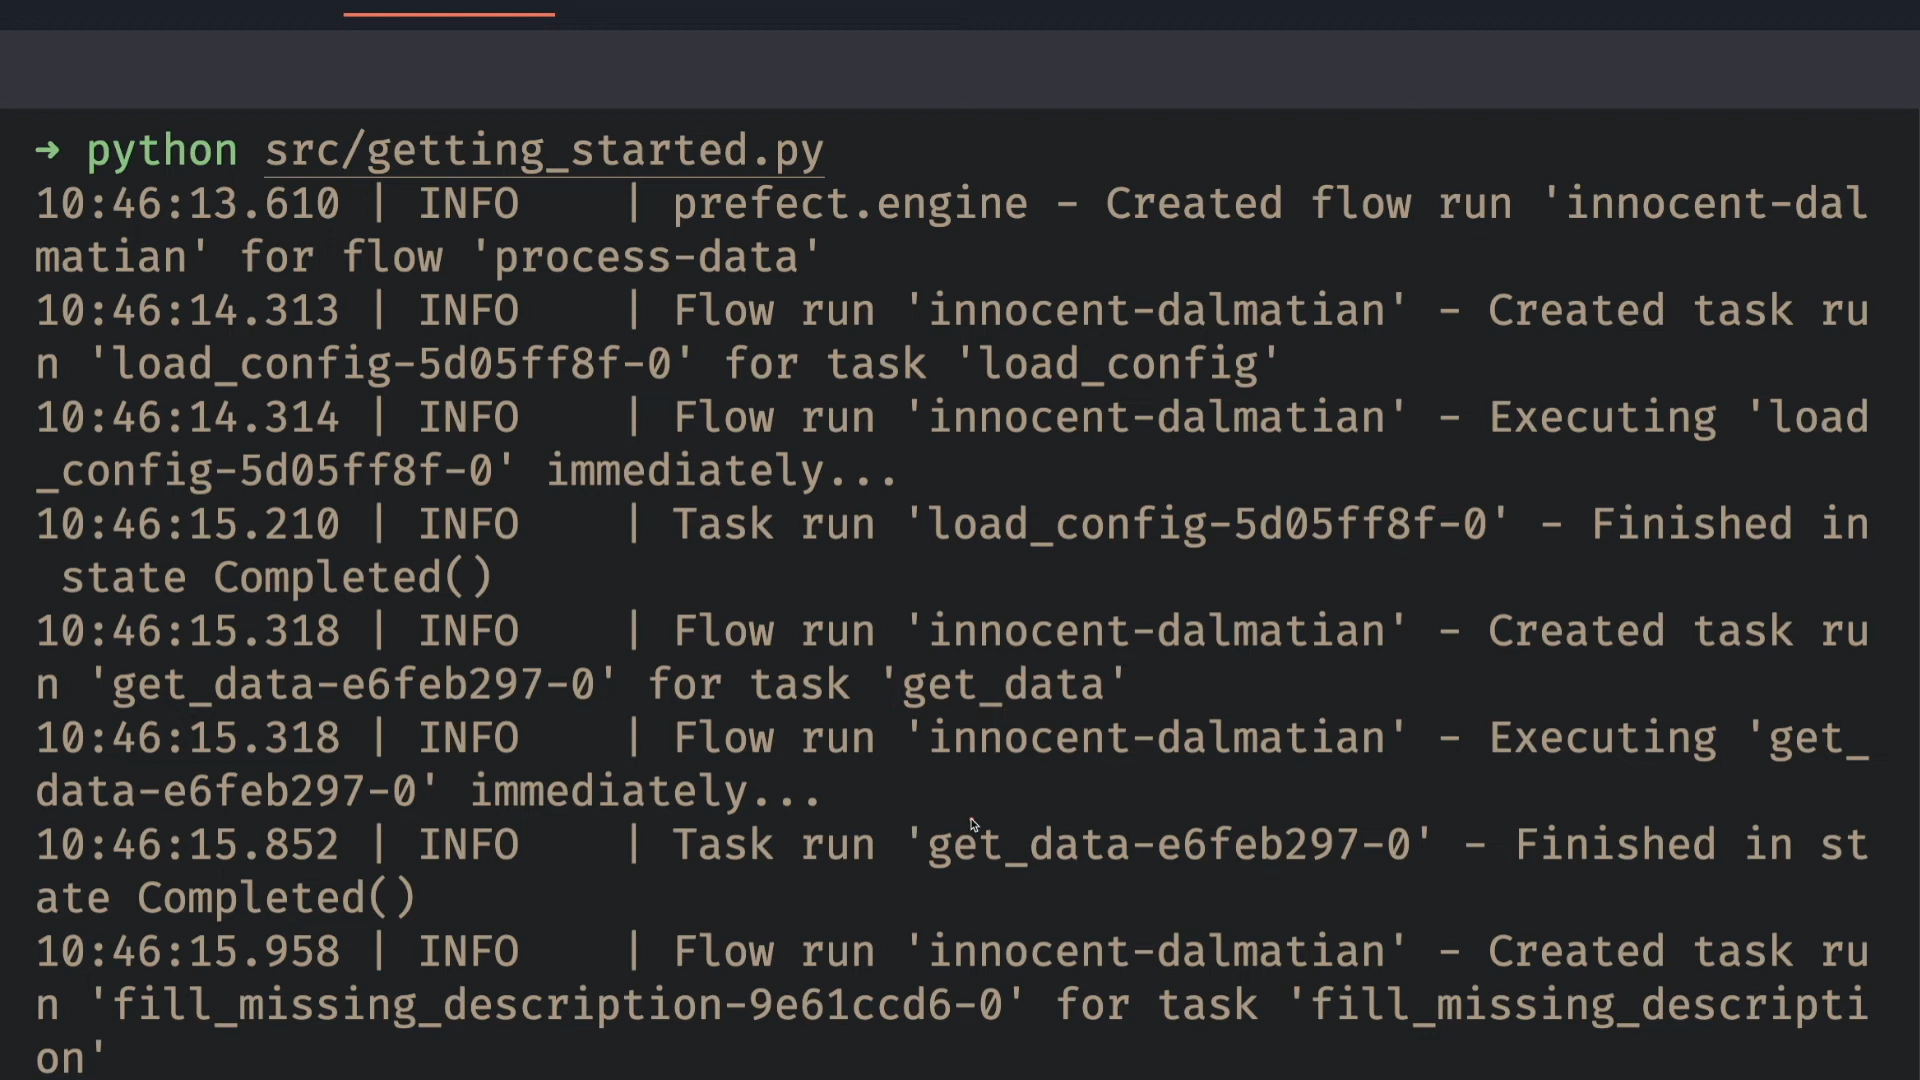 ➜ python src/getting_started.py
10:46:13.610 | INFO    | prefect.engine - Created flow run 'innocent-dal
matian' for flow 'process-data'
10:46:14.313 | INFO    | Flow run 'innocent-dalmatian' - Created task ru
n 'load_config-5d05ff8f-0' for task 'load_config'
10:46:14.314 | INFO    | Flow run 'innocent-dalmatian' - Executing 'load
_config-5d05ff8f-0' immediately...
10:46:15.210 | INFO    | Task run 'load_config-5d05ff8f-0' - Finished in
 state Completed()
10:46:15.318 | INFO    | Flow run 'innocent-dalmatian' - Created task ru
n 'get_data-e6feb297-0' for task 'get_data'
10:46:15.318 | INFO    | Flow run 'innocent-dalmatian' - Executing 'get_
data-e6feb297-0' immediately...
10:46:15.852 | INFO    | Task run 'get_data-e6feb297-0' - Finished in st
ate Completed()
10:46:15.958 | INFO    | Flow run 'innocent-dalmatian' - Created task ru
n 'fill_missing_description-9e61ccd6-0' for task 'fill_missing_descripti
on'